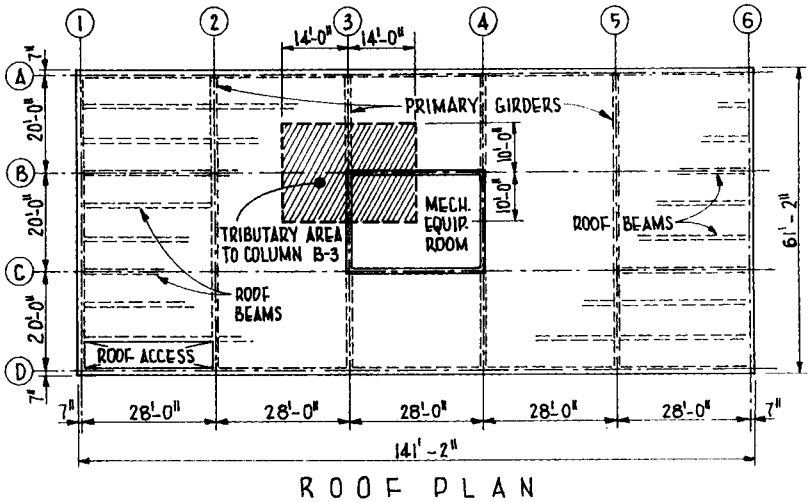 1 2 3 4 5 6
14'-0" 14'-0"
7"
A
PRIMARY GIRDERS
20'-0"
10'-0"
B
MECH.
EQUIP.
ROOM
10'-0"
20'-0"
TRIBUTARY AREA
TO COLUMN B-3
ROOF BEAMS
61'-2"
C
ROOF
BEAMS
20'-0"
ROOF ACCESS
D
7"
7" 28'-0" 28'-0" 28'-0" 28'-0" 28'-0" 7"
141'-2"
ROOF PLAN